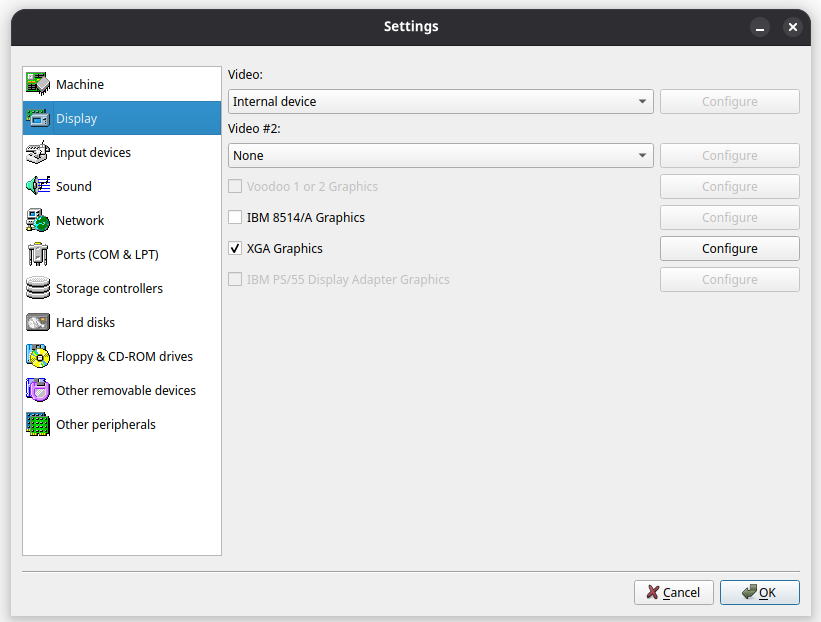 Settings
Machine
Display
Input devices
Sound
Network
Ports (COM & LPT)
Storage controllers
Hard disks
Floppy & CD-ROM drives
Other removable devices
Other peripherals
Video:
Internal device
Configure
Video #2:
None
Configure
Voodoo 1 or 2 Graphics
Configure
IBM 8514/A Graphics
Configure
XGA Graphics
Configure
IBM PS/55 Display Adapter Graphics
Configure
Cancel
OK